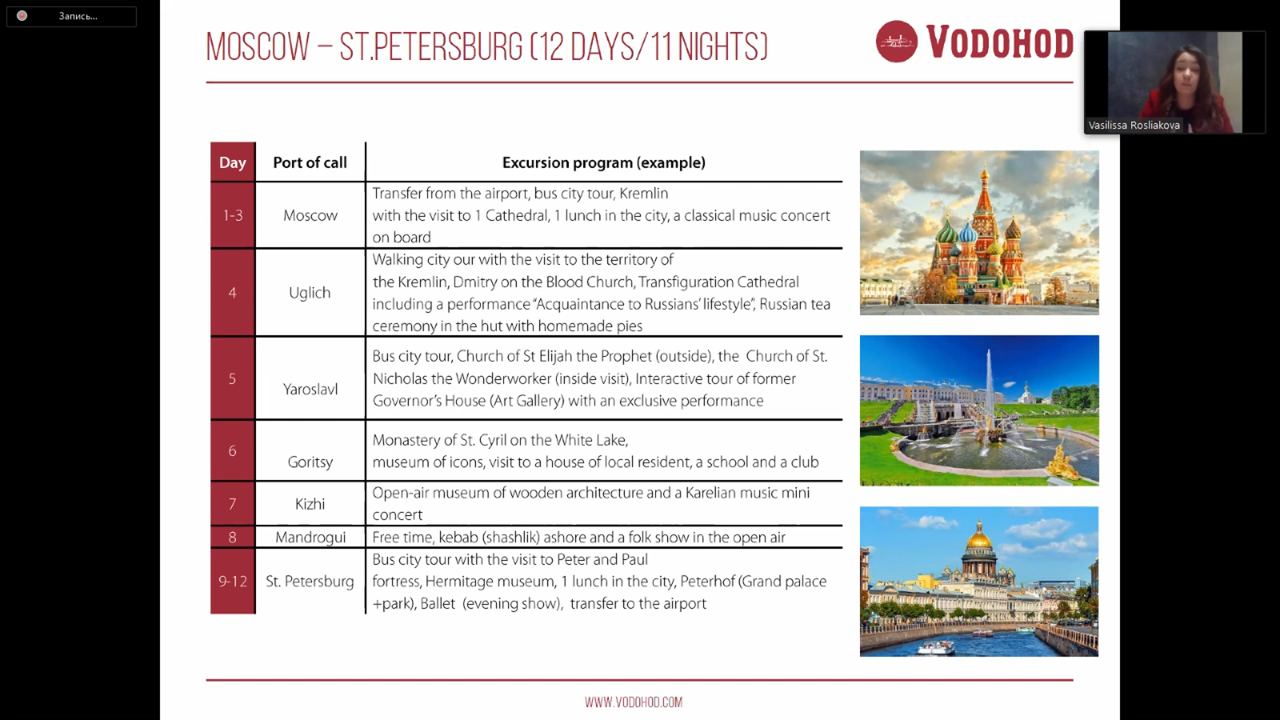 Запись...
MOSCOW – ST.PETERSBURG (12 DAYS/11 NIGHTS)
VODOHOD
Vasilissa Rosliakova
Day Port of call Excursion program (example)
1-3 Moscow Transfer from the airport, bus city tour, Kremlin
with the visit to 1 Cathedral, 1 lunch in the city, a classical music concert
on board
4 Uglich Walking city our with the visit to the territory of
the Kremlin, Dmitry on the Blood Church, Transfiguration Cathedral
including a performance “Acquaintance to Russians’ lifestyle”, Russian tea
ceremony in the hut with homemade pies
5 Yaroslavl Bus city tour, Church of St Elijah the Prophet (outside), the Church of St.
Nicholas the Wonderworker (inside visit), Interactive tour of former
Governor’s House (Art Gallery) with an exclusive performance
6 Goritsy Monastery of St. Cyril on the White Lake,
museum of icons, visit to a house of local resident, a school and a club
7 Kizhi Open-air museum of wooden architecture and a Karelian music mini
concert
8 Mandrogui Free time, kebab (shashlik) ashore and a folk show in the open air
9-12 St. Petersburg Bus city tour with the visit to Peter and Paul
fortress, Hermitage museum, 1 lunch in the city, Peterhof (Grand palace
+park), Ballet (evening show), transfer to the airport
WWW.VODOHOD.COM